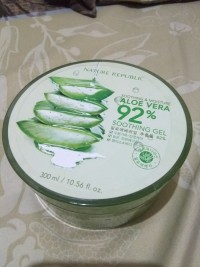 NATURE REPUBLIC
SOOTHING & MOISTURE
ALOE VERA
92%
SOOTHING GEL
300 ml / 10.56 fl. oz.